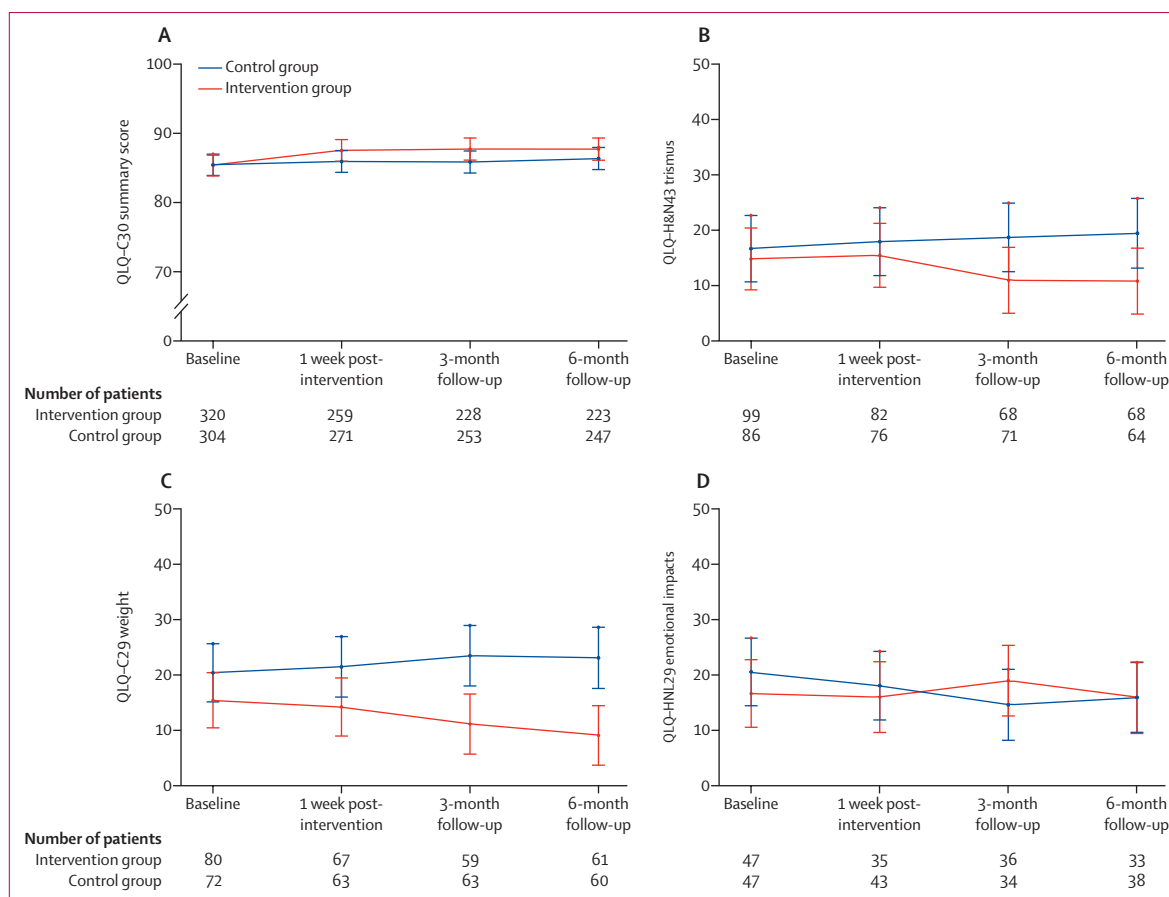 A
QLQ–C30 summary score
100
90
80
70
0
Control group
Intervention group
Baseline
1 week post-
intervention
3-month
follow-up
6-month
follow-up
Number of patients
Intervention group 320 259 228 223
Control group 304 271 253 247
B
QLQ–H&N43 trismus
50
40
30
20
10
0
Baseline
1 week post-
intervention
3-month
follow-up
6-month
follow-up
99 82 68 68
86 76 71 64
C
QLQ–C29 weight
50
40
30
20
10
0
Baseline
1 week post-
intervention
3-month
follow-up
6-month
follow-up
Number of patients
Intervention group 80 67 59 61
Control group 72 63 63 60
D
QLQ–HNL29 emotional impacts
50
40
30
20
10
0
Baseline
1 week post-
intervention
3-month
follow-up
6-month
follow-up
47 35 36 33
47 43 34 38